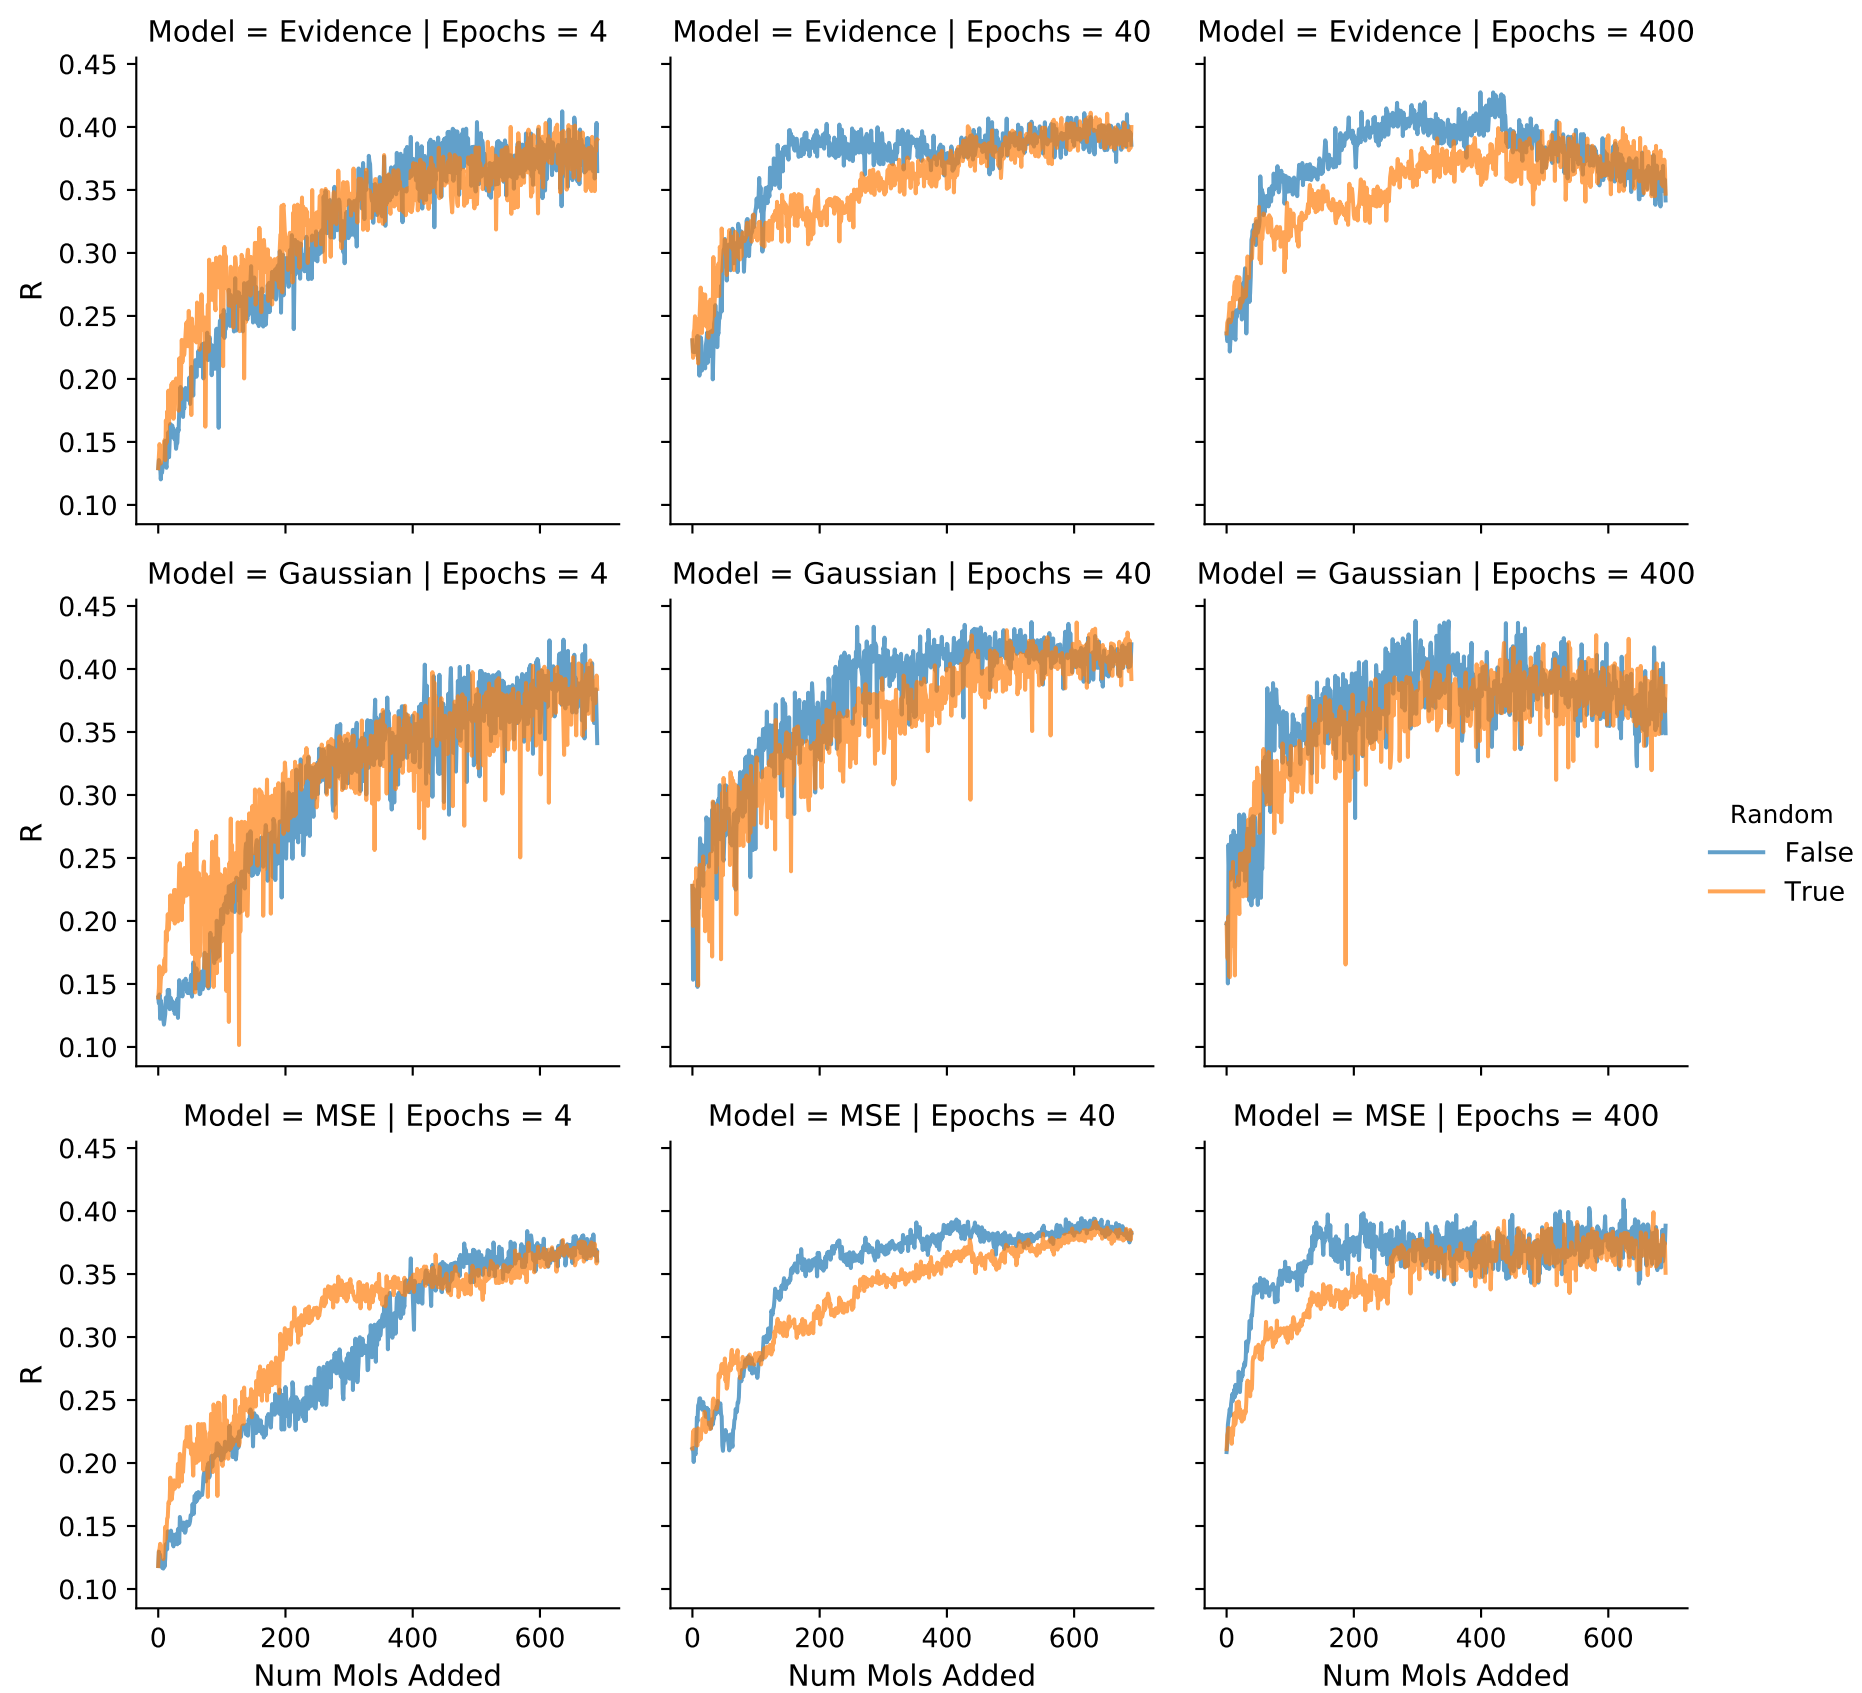 Model = Evidence | Epochs = 4
Model = Evidence | Epochs = 40
Model = Evidence | Epochs = 400
0.45
0.40
0.35
0.30
0.25
0.20
0.15
0.10
R
Model = Gaussian | Epochs = 4
Model = Gaussian | Epochs = 40
Model = Gaussian | Epochs = 400
0.45
0.40
0.35
0.30
0.25
0.20
0.15
0.10
R
Random
False
True
Model = MSE | Epochs = 4
Model = MSE | Epochs = 40
Model = MSE | Epochs = 400
0.45
0.40
0.35
0.30
0.25
0.20
0.15
0.10
R
0 200 400 600
0 200 400 600
0 200 400 600
Num Mols Added
Num Mols Added
Num Mols Added